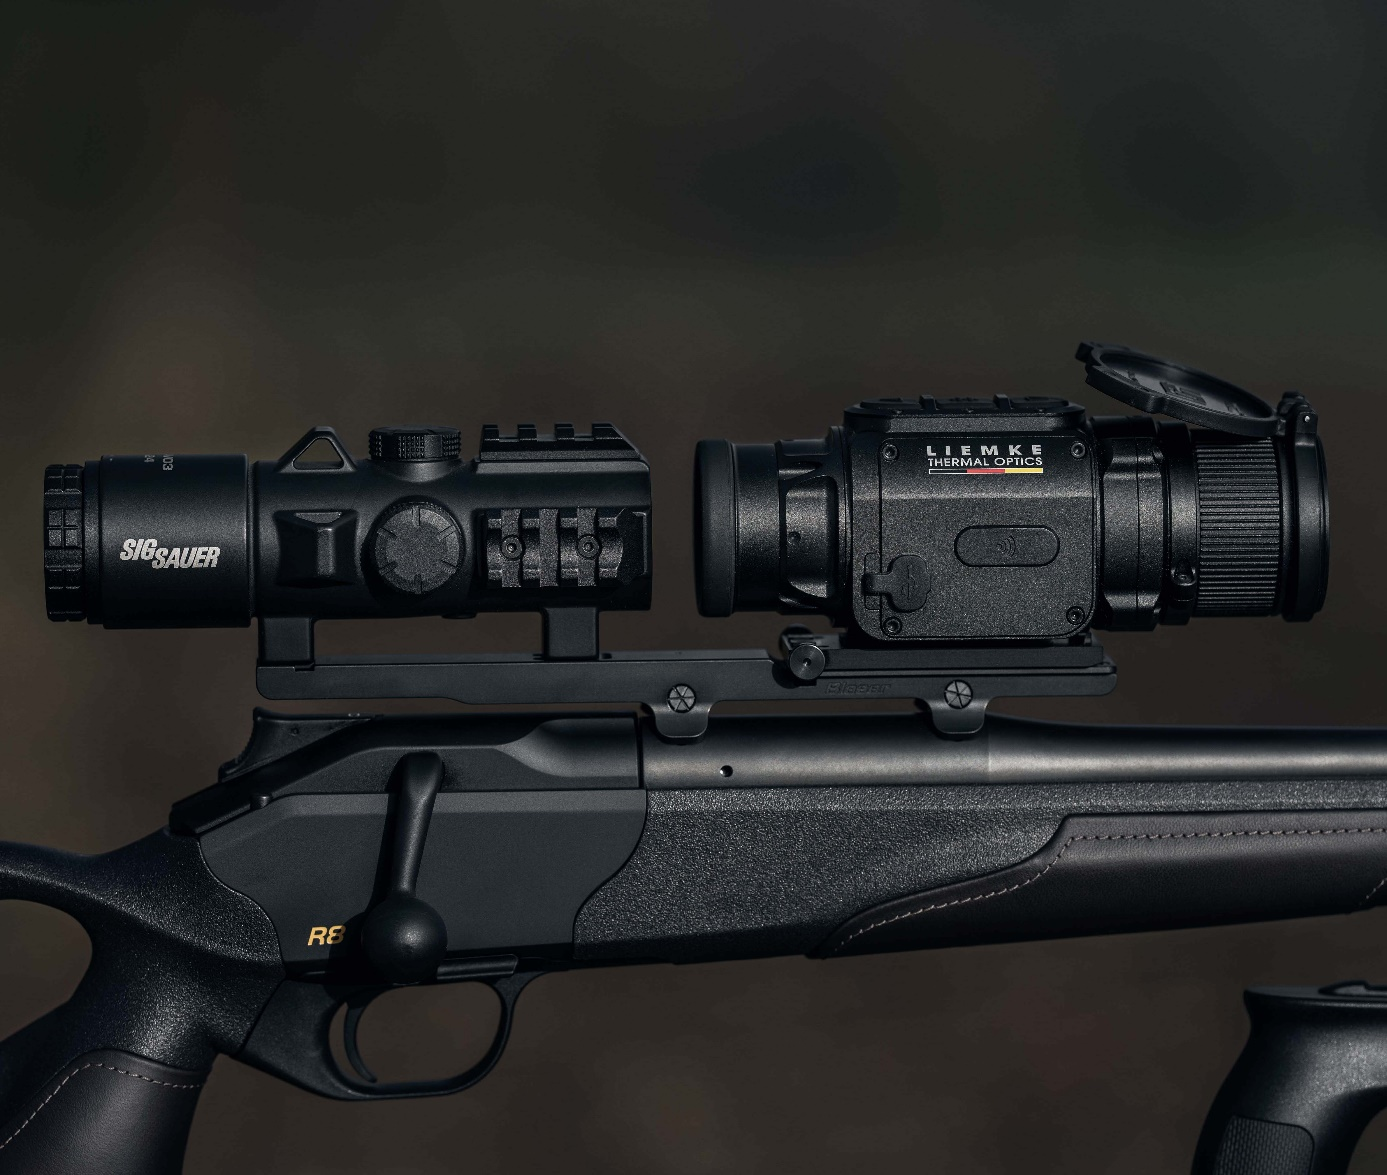 SIG SAUER
LIEMKE
THERMAL OPTICS
R8